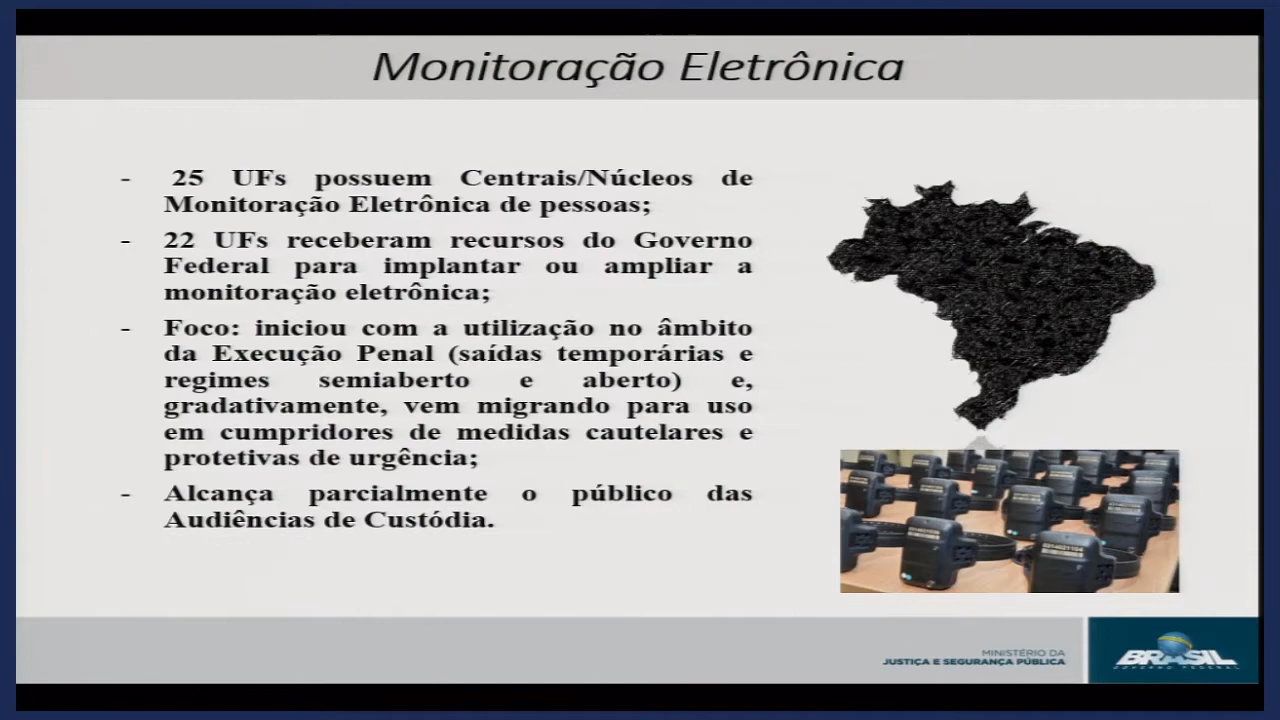 Monitoração Eletrônica
- 25 UFs possuem Centrais/Núcleos de
Monitoração Eletrônica de pessoas;
- 22 UFs receberam recursos do Governo
Federal para implantar ou ampliar a
monitoração eletrônica;
- Foco: iniciou com a utilização no âmbito
da Execução Penal (saídas temporárias e
regimes semiaberto e aberto) e,
gradativamente, vem migrando para uso
em cumpridores de medidas cautelares e
protetivas de urgência;
- Alcança parcialmente o público das
Audiências de Custódia.
MINISTÉRIO DA
JUSTIÇA E SEGURANÇA PÚBLICA
BRASIL
GOVERNO FEDERAL